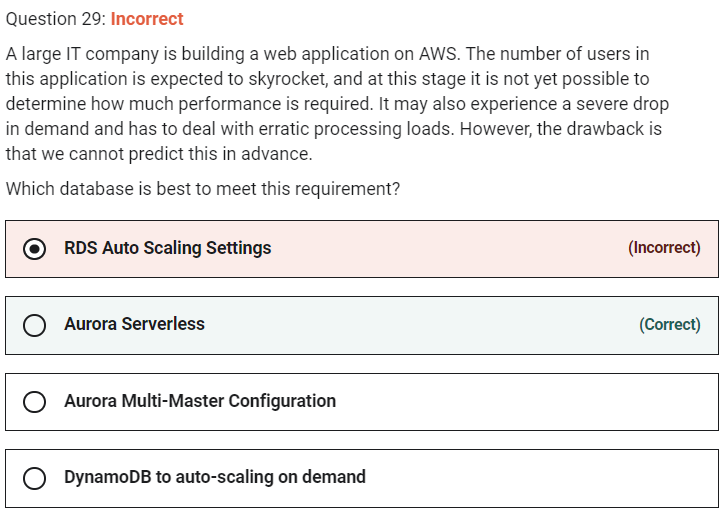 Question 29: Incorrect
A large IT company is building a web application on AWS. The number of users in
this application is expected to skyrocket, and at this stage it is not yet possible to
determine how much performance is required. It may also experience a severe drop
in demand and has to deal with erratic processing loads. However, the drawback is
that we cannot predict this in advance.
Which database is best to meet this requirement?
RDS Auto Scaling Settings (Incorrect)
Aurora Serverless (Correct)
Aurora Multi-Master Configuration
DynamoDB to auto-scaling on demand